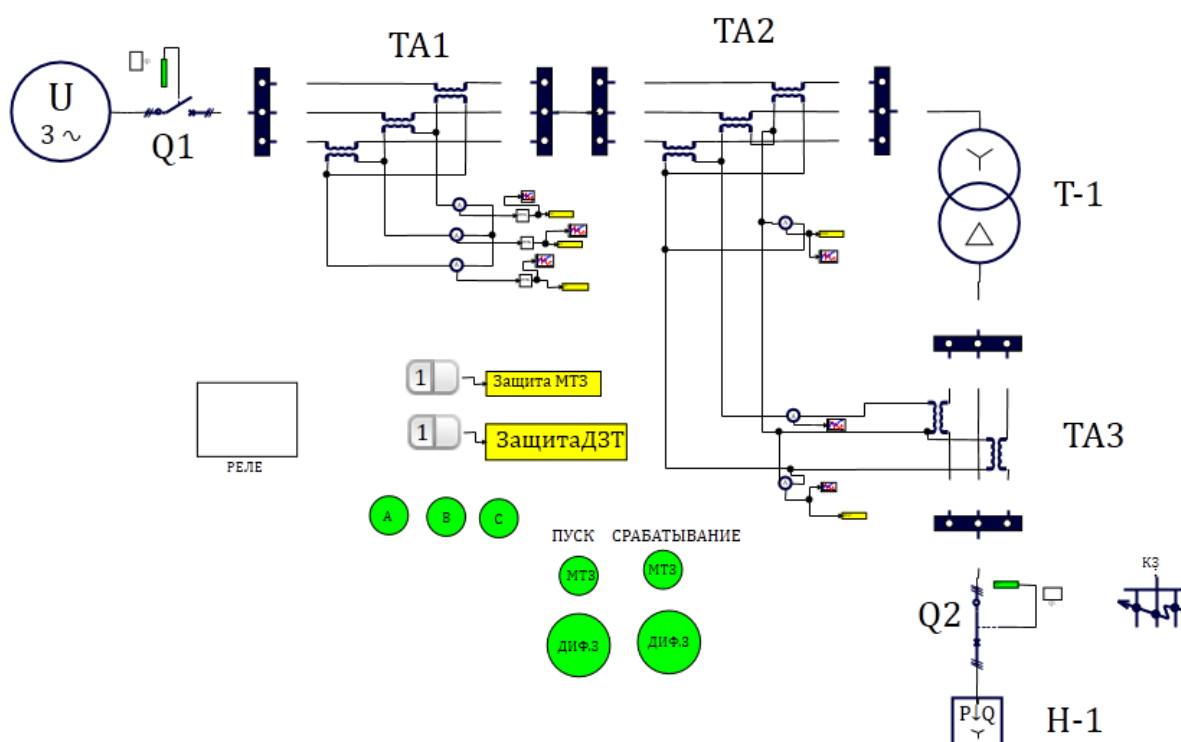 TA1
TA2
U
3 ~
Q1
T-1
1
Защита МТЗ
1
ЗащитаДЗТ
РЕЛЕ
TA3
A
B
C
ПУСК
СРАБАТЫВАНИЕ
МТЗ
МТЗ
ДИФ.З
ДИФ.З
КЗ
Q2
P
Q
Н-1